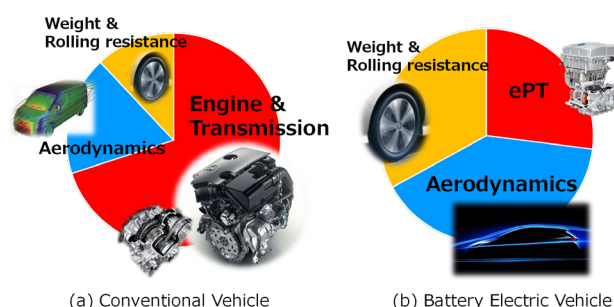 Weight &
Rolling resistance
Engine &
Transmission
Aerodynamics
(a) Conventional Vehicle
Weight &
Rolling resistance
ePT
Aerodynamics
(b) Battery Electric Vehicle